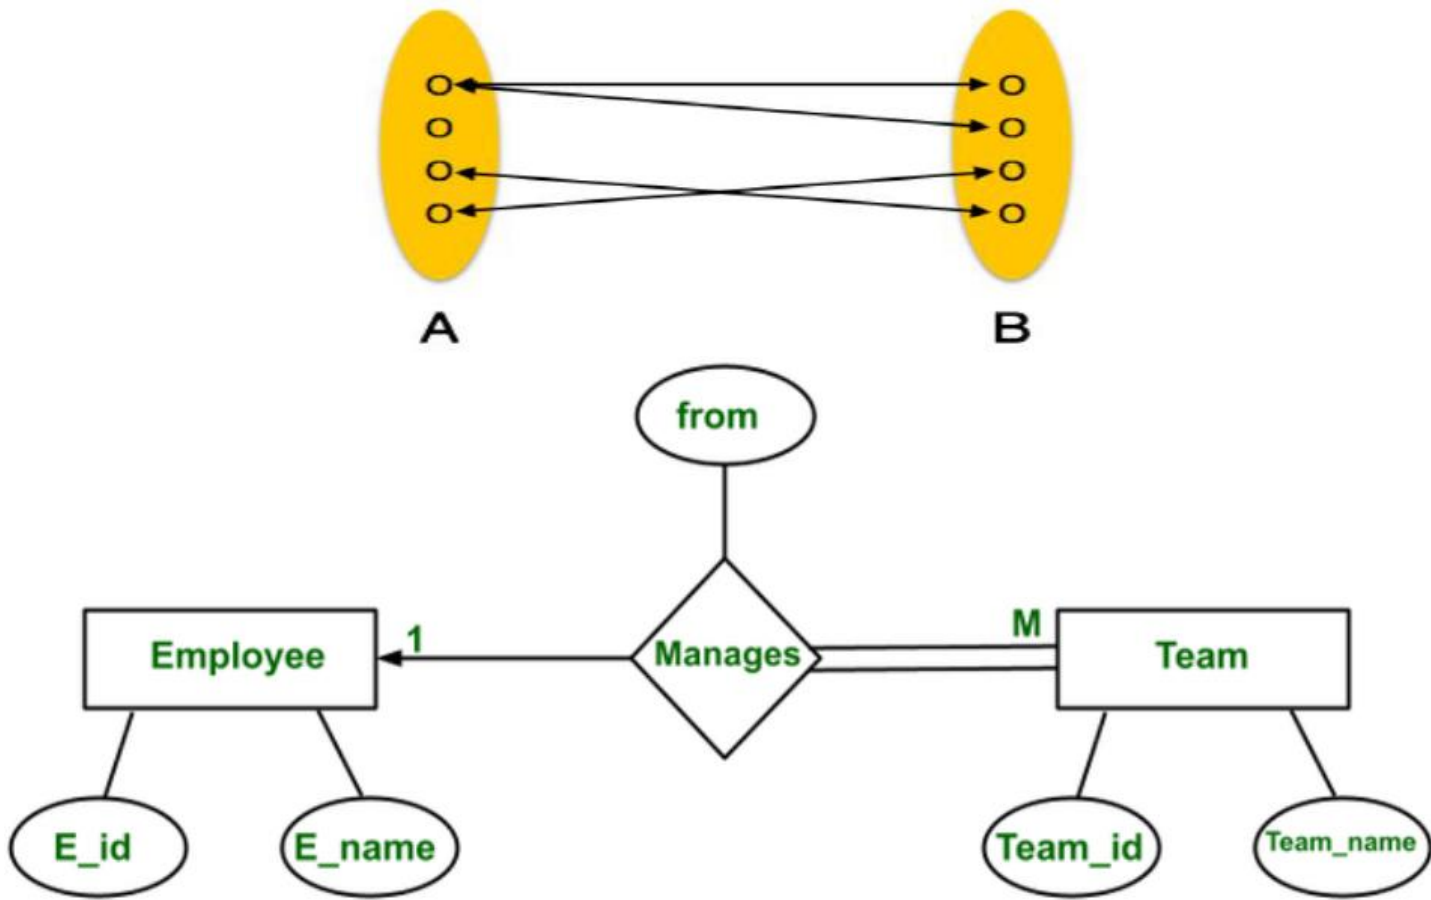 O O
O O
O O
O O
A B
from
1 M
Employee Manages Team
E_id E_name Team_id Team_name